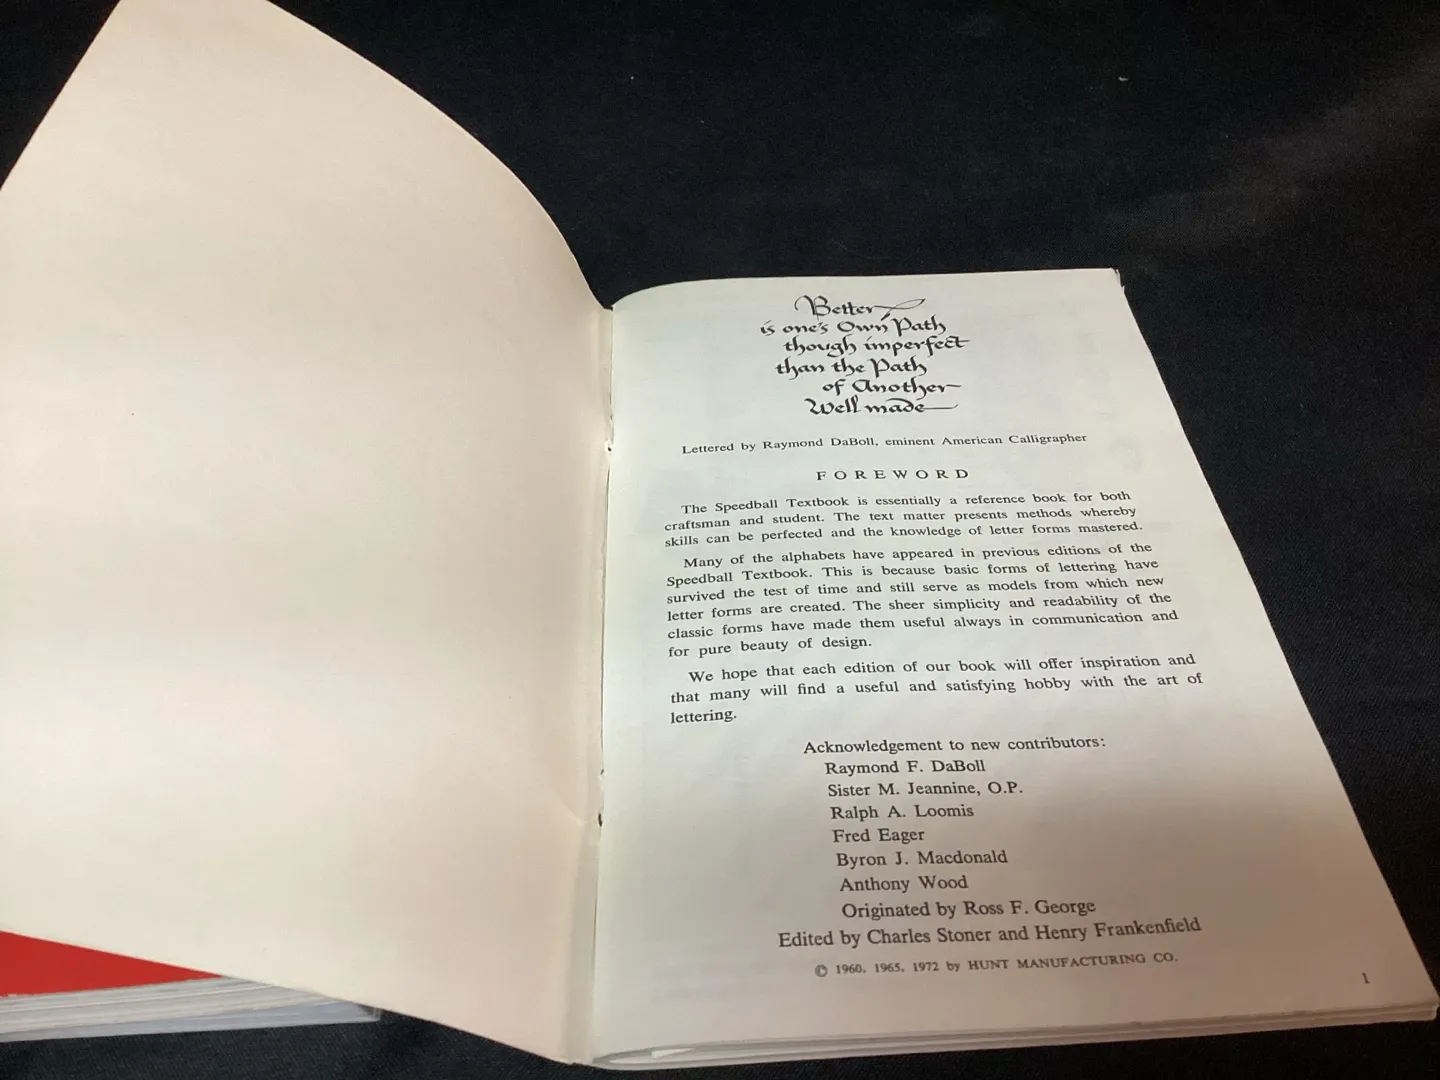 Better
is one's Own Path
though imperfect
than the Path
of Another
Well made
Lettered by Raymond DaBoll, eminent American Calligrapher
FOREWORD
The Speedball Textbook is essentially a reference book for both
craftsman and student. The text matter presents methods whereby
skills can be perfected and the knowledge of letter forms mastered.
Many of the alphabets have appeared in previous editions of the
Speedball Textbook. This is because basic forms of lettering have
survived the test of time and still serve as models from which new
letter forms are created. The sheer simplicity and readability of the
classic forms have made them useful always in communication and
for pure beauty of design.
We hope that each edition of our book will offer inspiration and
that many will find a useful and satisfying hobby with the art of
lettering.
Acknowledgement to new contributors:
Raymond F. DaBoll
Sister M. Jeannine, O.P.
Ralph A. Loomis
Fred Eager
Byron J. Macdonald
Anthony Wood
Originated by Ross F. George
Edited by Charles Stoner and Henry Frankenfield
© 1960, 1965, 1972 by HUNT MANUFACTURING CO.
1